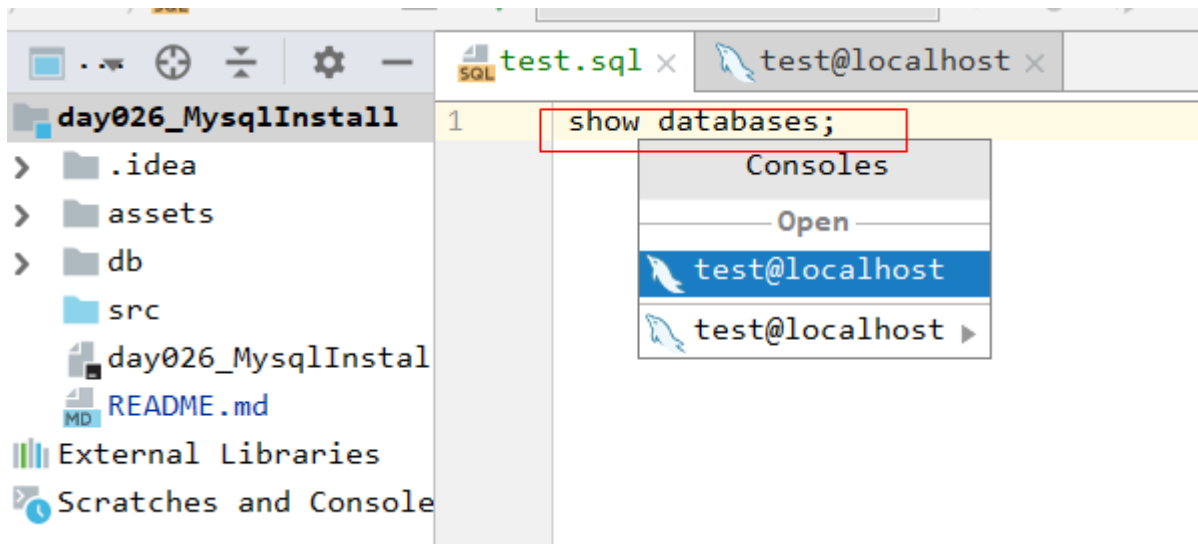 test.sql
test@localhost
day026_MysqlInstall
1 show databases;
.idea
Consoles
assets
Open
db
test@localhost
src
test@localhost
day026_MysqlInstal
MD README.md
External Libraries
Scratches and Console